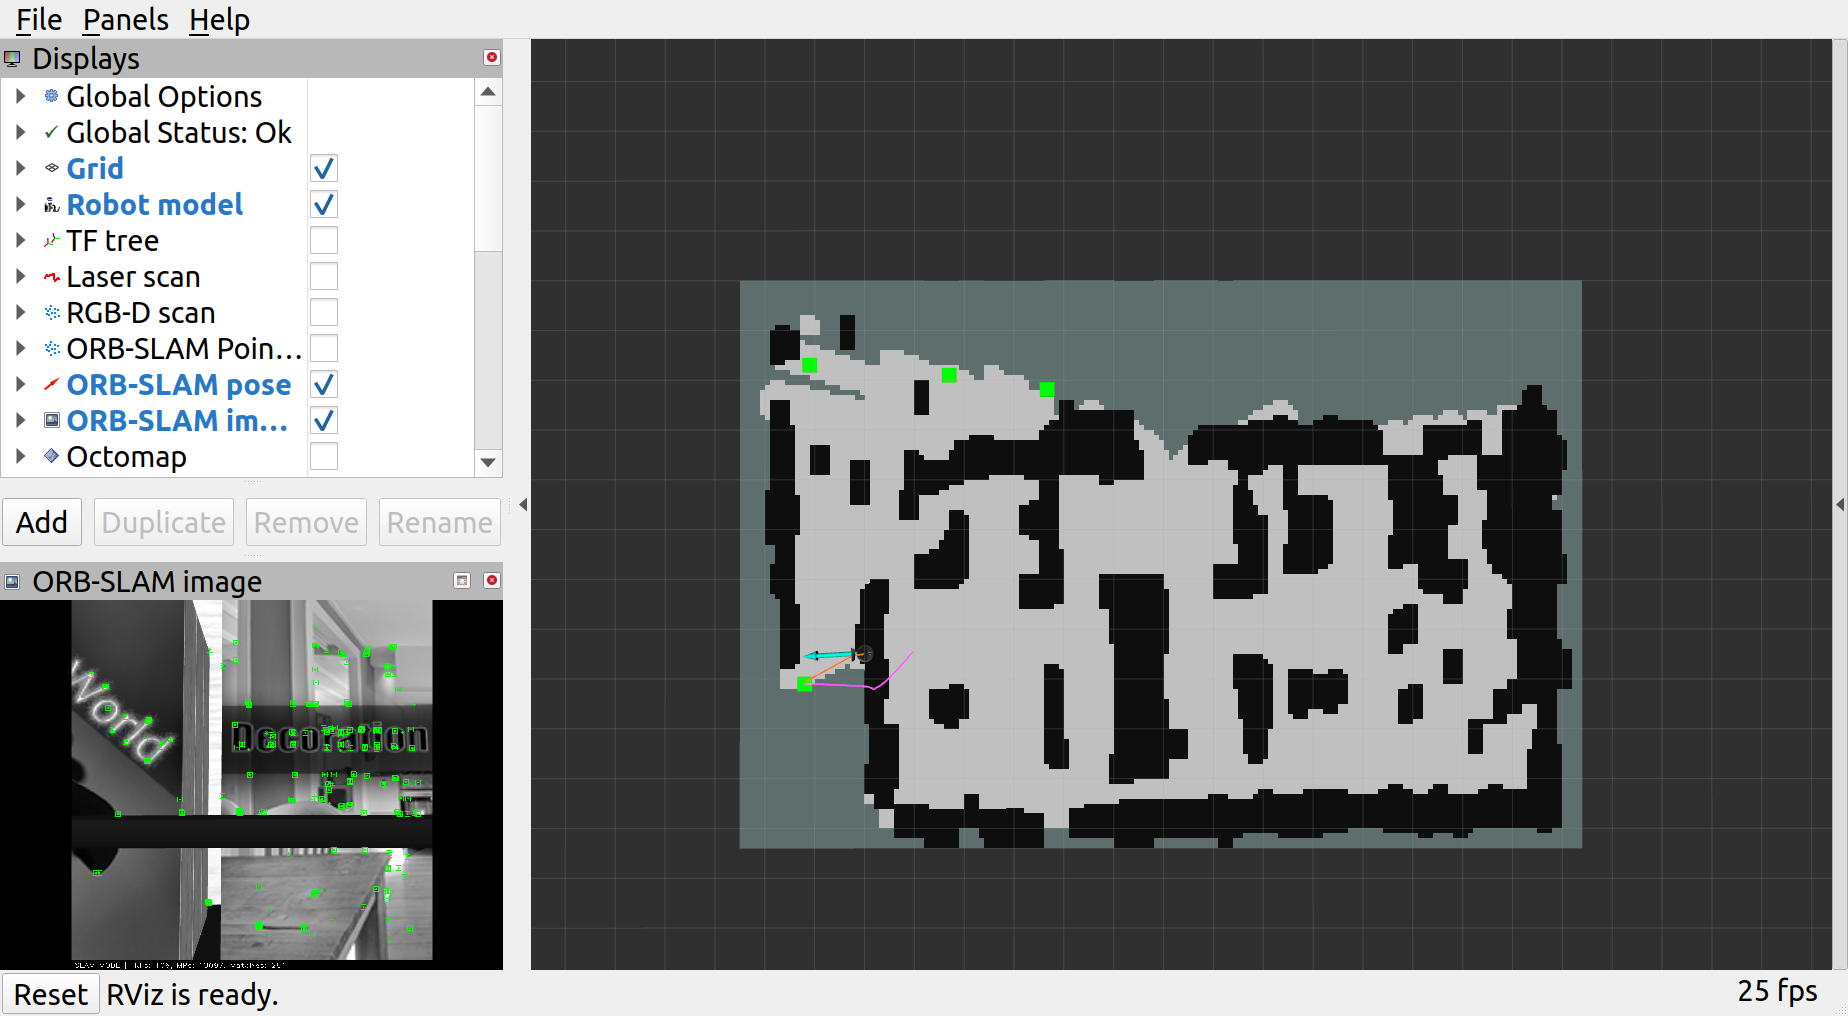 File Panels Help
Displays
Global Options
Global Status: Ok
Grid
Robot model
TF tree
Laser scan
RGB-D scan
ORB-SLAM Poin...
ORB-SLAM pose
ORB-SLAM im...
Octomap
Add Duplicate Remove Rename
ORB-SLAM image
World
Decoration
Reset RViz is ready.
25 fps